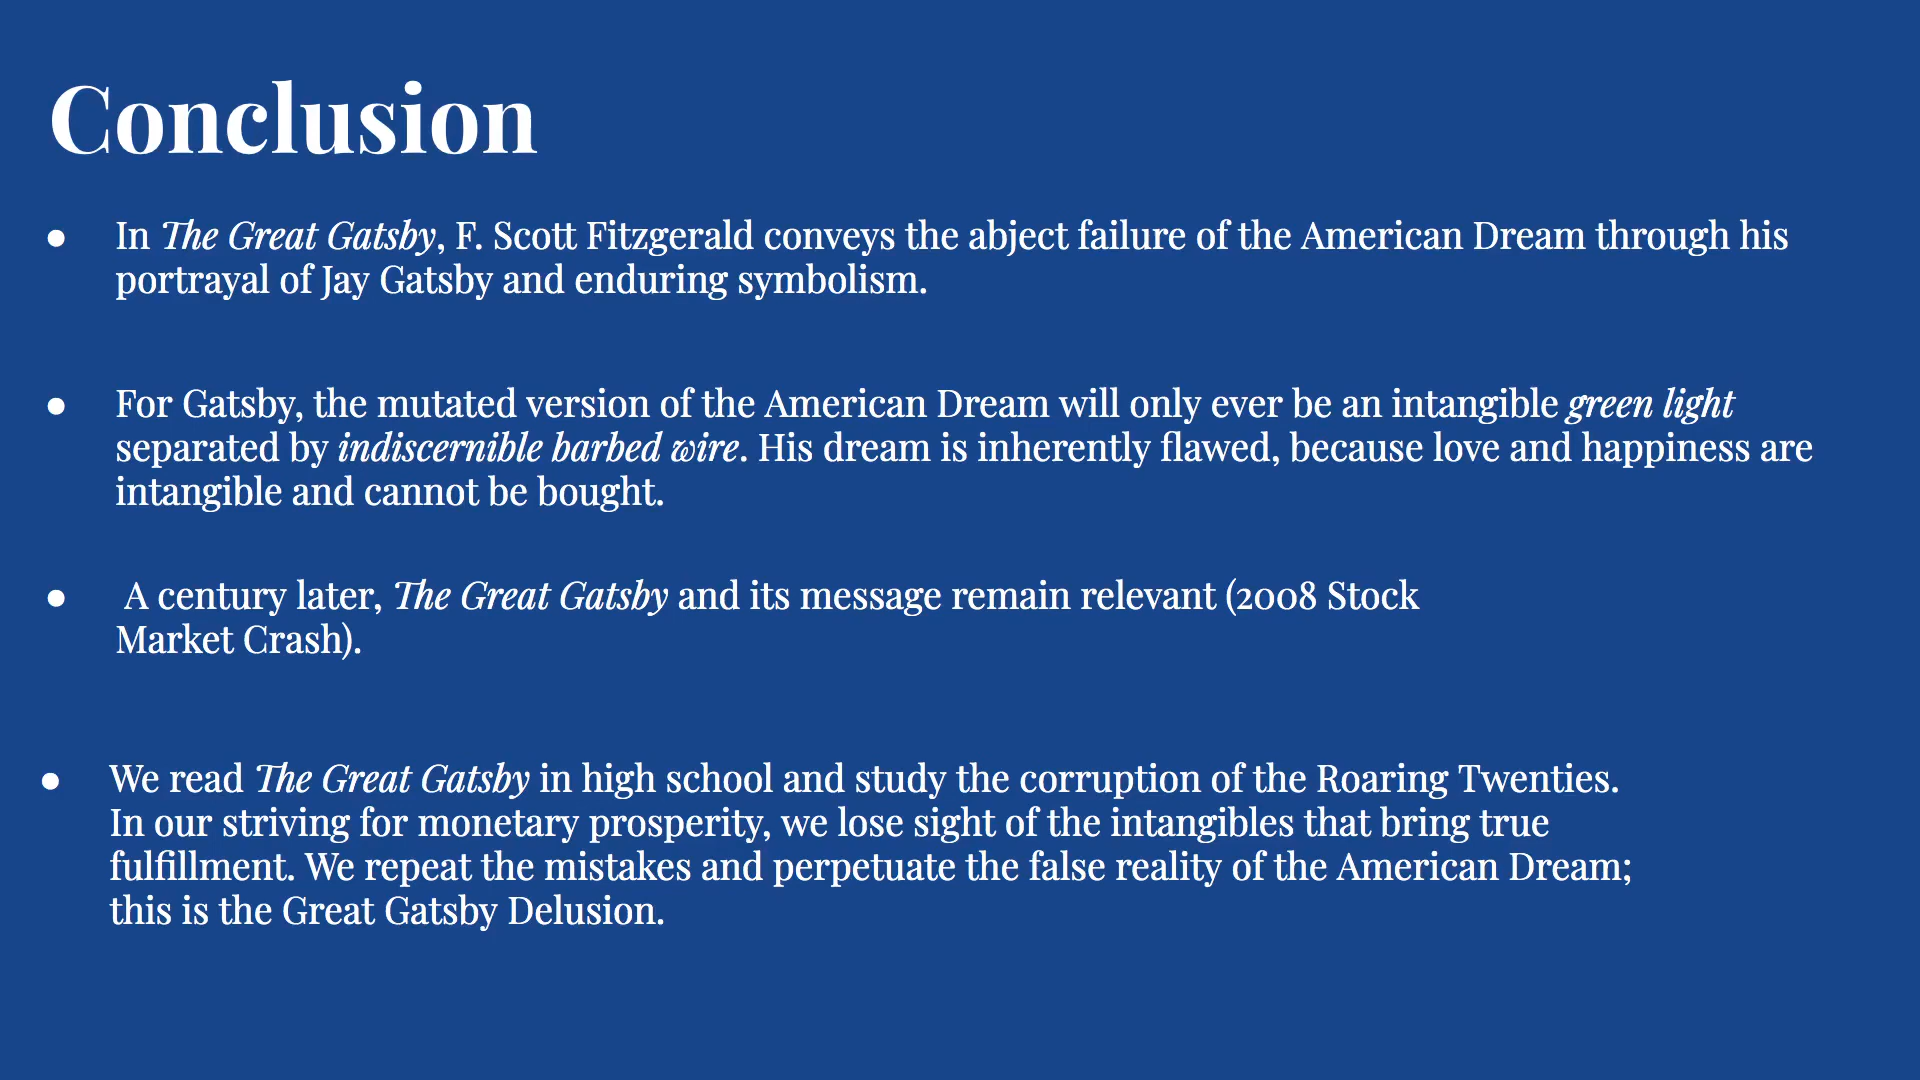 Conclusion
● In The Great Gatsby, F. Scott Fitzgerald conveys the abject failure of the American Dream through his
portrayal of Jay Gatsby and enduring symbolism.
● For Gatsby, the mutated version of the American Dream will only ever be an intangible green light
separated by indiscernible barbed wire. His dream is inherently flawed, because love and happiness are
intangible and cannot be bought.
● A century later, The Great Gatsby and its message remain relevant (2008 Stock
Market Crash).
● We read The Great Gatsby in high school and study the corruption of the Roaring Twenties.
In our striving for monetary prosperity, we lose sight of the intangibles that bring true
fulfillment. We repeat the mistakes and perpetuate the false reality of the American Dream;
this is the Great Gatsby Delusion.